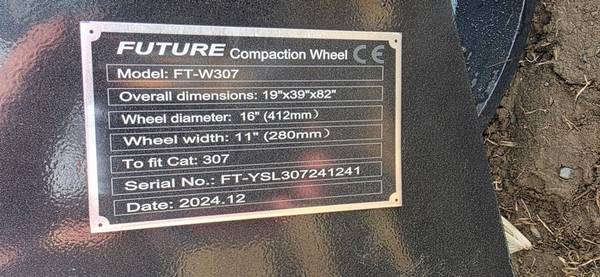 FUTURE Compaction Wheel CE
Model: FT-W307
Overall dimensions: 19"x39"x82"
Wheel diameter: 16" (412mm)
Wheel width: 11" (280mm)
To fit Cat: 307
Serial No.: FT-YSL307241241
Date: 2024.12